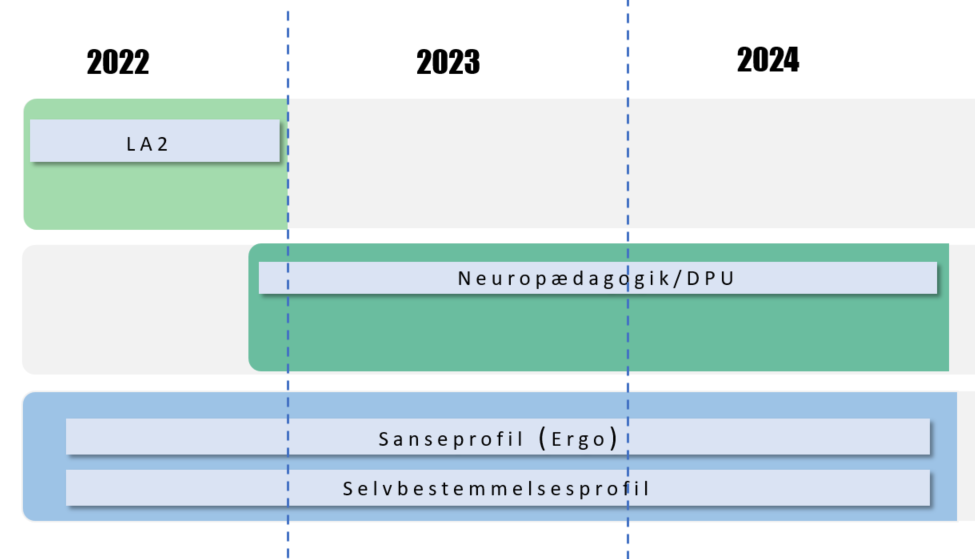 2022
2023
2024
LA2
Neuropædagogik/DPU
Sanseprofil (Ergo)
Selvbestemmelsesprofil